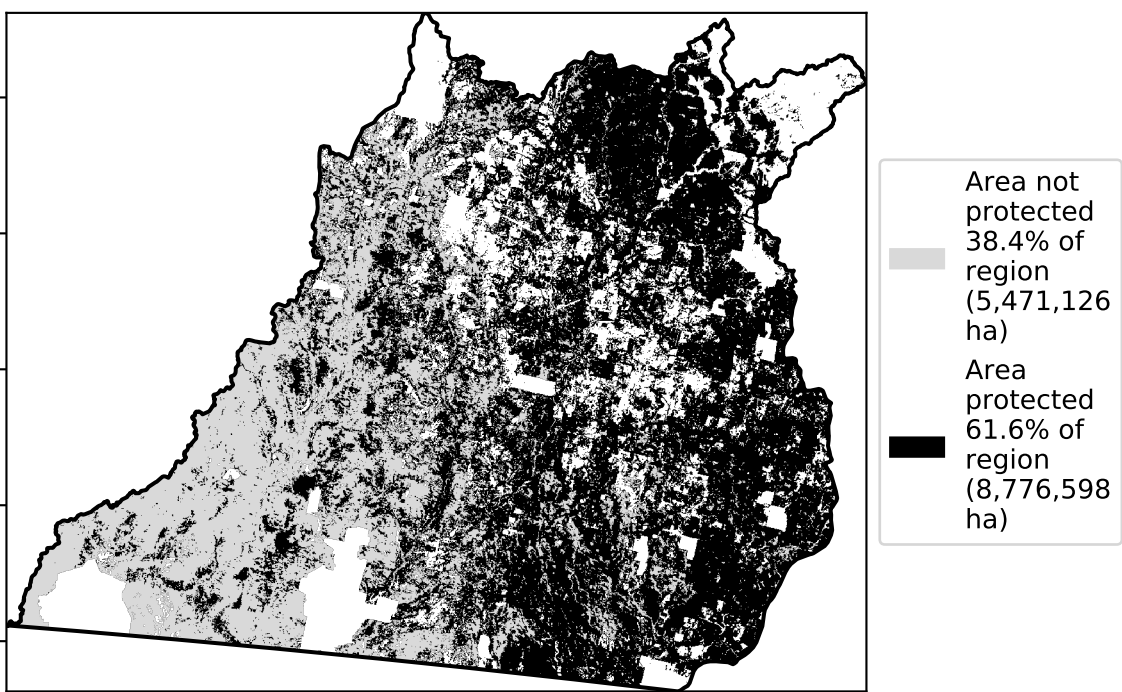 Area not
protected
38.4% of
region
(5,471,126
ha)
Area
protected
61.6% of
region
(8,776,598
ha)